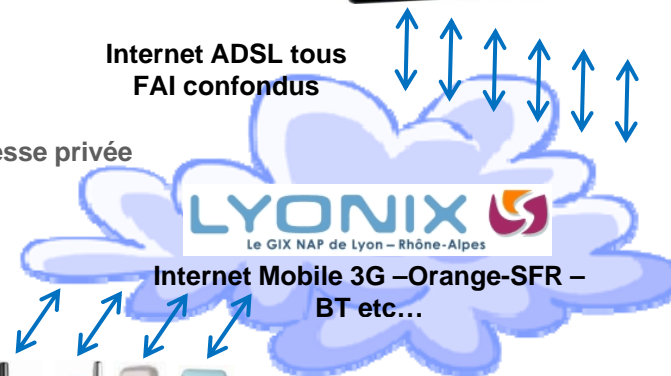 Internet ADSL tous
FAI confondus
esse privée
LYONIX
Le GIX NAP de Lyon – Rhône-Alpes
Internet Mobile 3G –Orange-SFR –
BT etc…